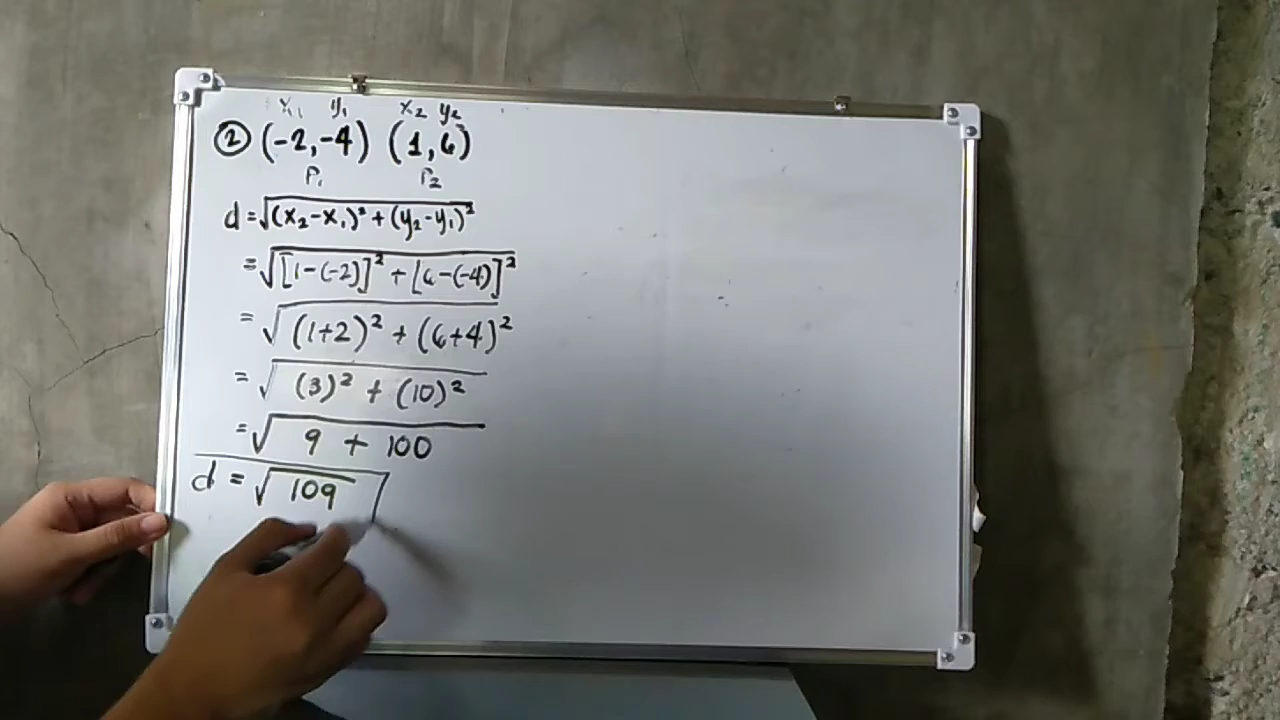 x₁ y₁ x₂ y₂
② (-2,-4) (1,6)
P₁ P₂
d = √(x₂-x₁)² + (y₂-y₁)²
= √[1-(-2)]² + [6-(-4)]²
= √(1+2)² + (6+4)²
= √(3)² + (10)²
= √9 + 100
d = √109